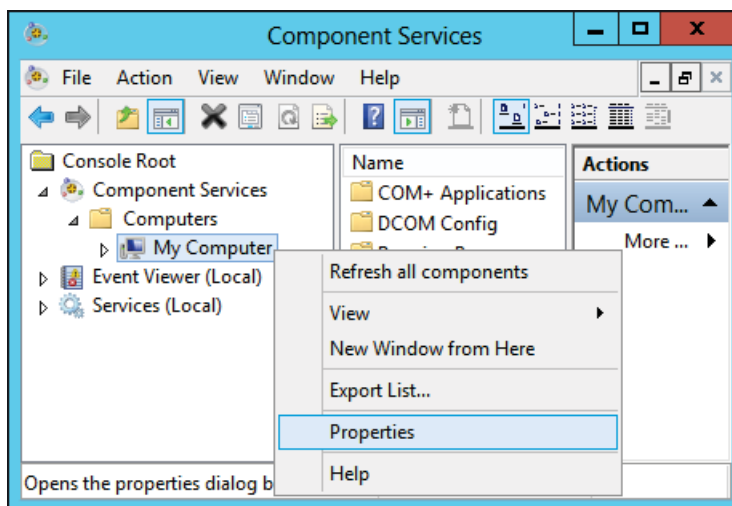 Component Services
File Action View Window Help
Console Root
Component Services
Computers
My Computer
Event Viewer (Local)
Services (Local)
Name
COM+ Applications
DCOM Config
Actions
My Com...
More ...
Refresh all components
View
New Window from Here
Export List...
Properties
Help
Opens the properties dialog b